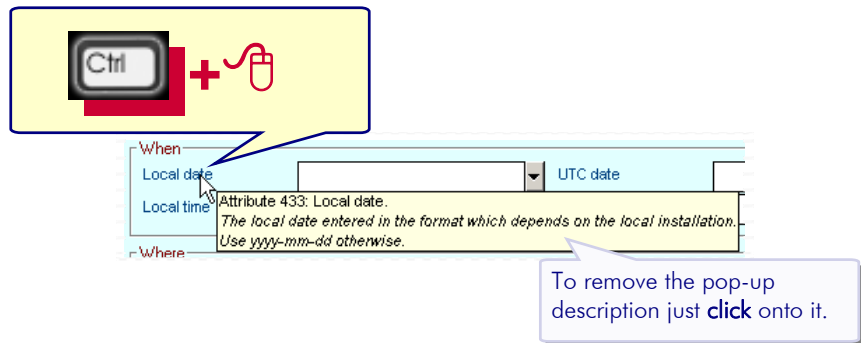 Ctrl
+
When
Local date
UTC date
Local time
Attribute 433: Local date.
The local date entered in the format which depends on the local installation.
Use yyyy-mm-dd otherwise.
Where
To remove the pop-up
description just click onto it.